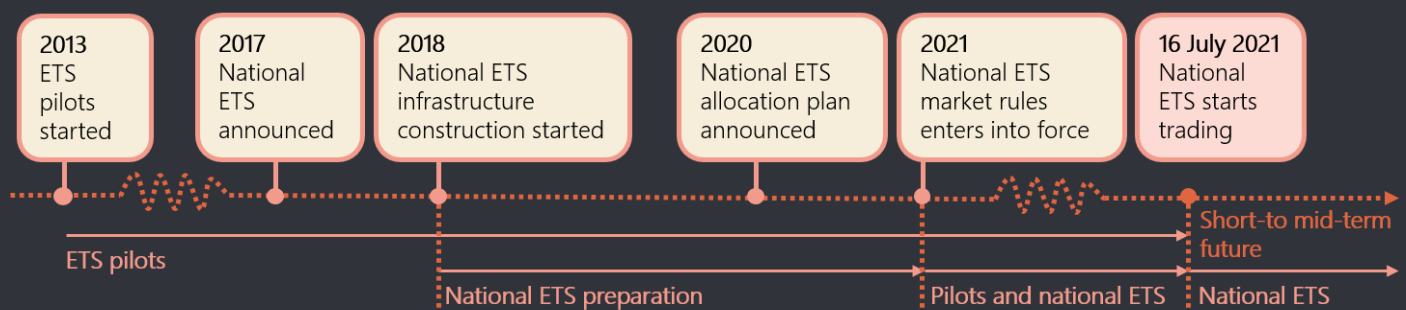 2013
ETS
pilots
started
2017
National
ETS
announced
2018
National ETS
infrastructure
construction started
2020
National ETS
allocation plan
announced
2021
National ETS
market rules
enters into force
16 July 2021
National
ETS starts
trading
Short-to mid-term
future
ETS pilots
National ETS preparation
Pilots and national ETS
National ETS